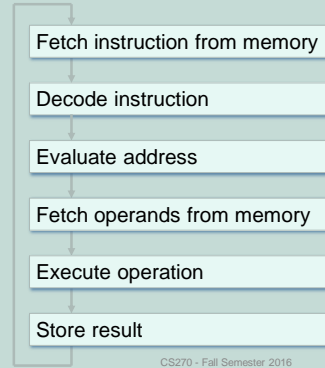 Fetch instruction from memory
Decode instruction
Evaluate address
Fetch operands from memory
Execute operation
Store result
CS270 - Fall Semester 2016